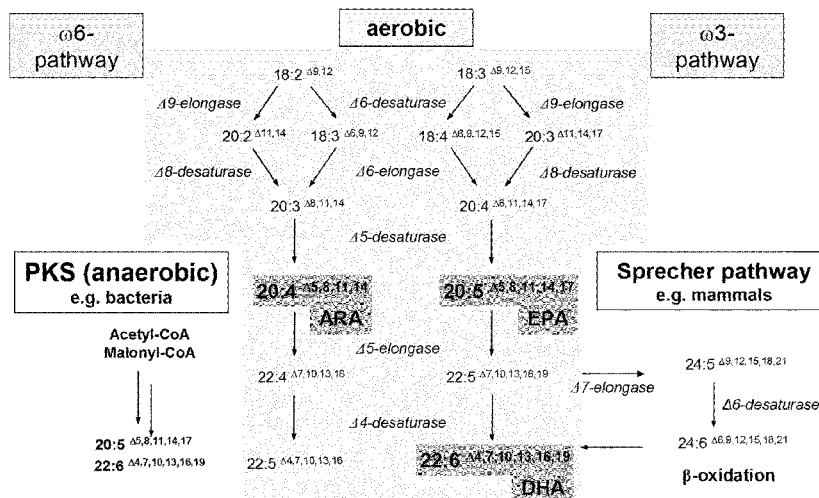 ω6-
pathway
aerobic
ω3-
pathway
18:2 Δ9,12
18:3 Δ9,12,15
Δ9-elongase
Δ6-desaturase
Δ9-elongase
20:2 Δ11,14
18:3 Δ6,9,12
18:4 Δ6,9,12,15
20:3 Δ11,14,17
Δ8-desaturase
Δ6-elongase
Δ8-desaturase
20:3 Δ8,11,14
20:4 Δ8,11,14,17
Δ5-desaturase
PKS (anaerobic)
e.g. bacteria
20:4 Δ5,8,11,14
ARA
20:5 Δ5,8,11,14,17
EPA
Sprecher pathway
e.g. mammals
Acetyl-CoA
Malonyl-CoA
Δ5-elongase
22:4 Δ7,10,13,16
22:5 Δ7,10,13,16,19
Δ7-elongase
24:5 Δ9,12,15,18,21
Δ4-desaturase
Δ6-desaturase
20:5 Δ5,8,11,14,17
22:6 Δ4,7,10,13,16,19
22:5 Δ4,7,10,13,16
22:6 Δ4,7,10,13,16,19
DHA
24:6 Δ6,9,12,15,18,21
β-oxidation